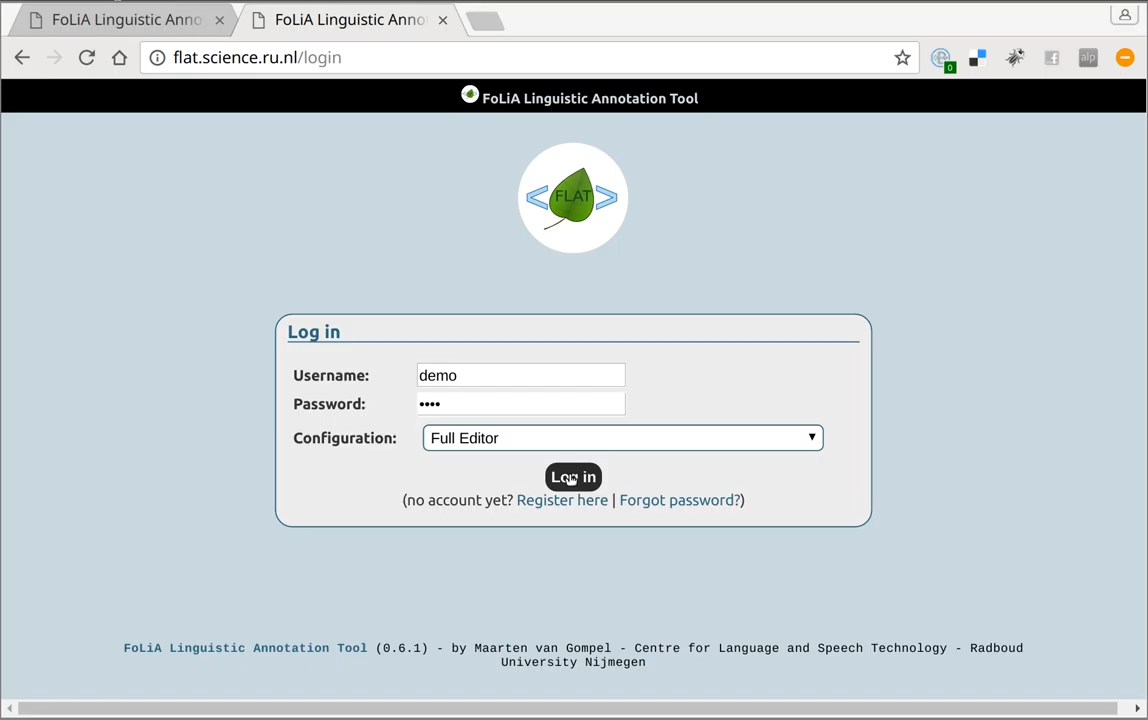 FoLiA Linguistic Anno
FoLiA Linguistic Anno
flat.science.ru.nl/login
0
alp
FoLiA Linguistic Annotation Tool
<FLAT>
Log in
Username: demo
Password: ••••
Configuration: Full Editor
Log in
(no account yet? Register here | Forgot password?)
FoLiA Linguistic Annotation Tool (0.6.1) - by Maarten van Gompel - Centre for Language and Speech Technology - Radboud
University Nijmegen